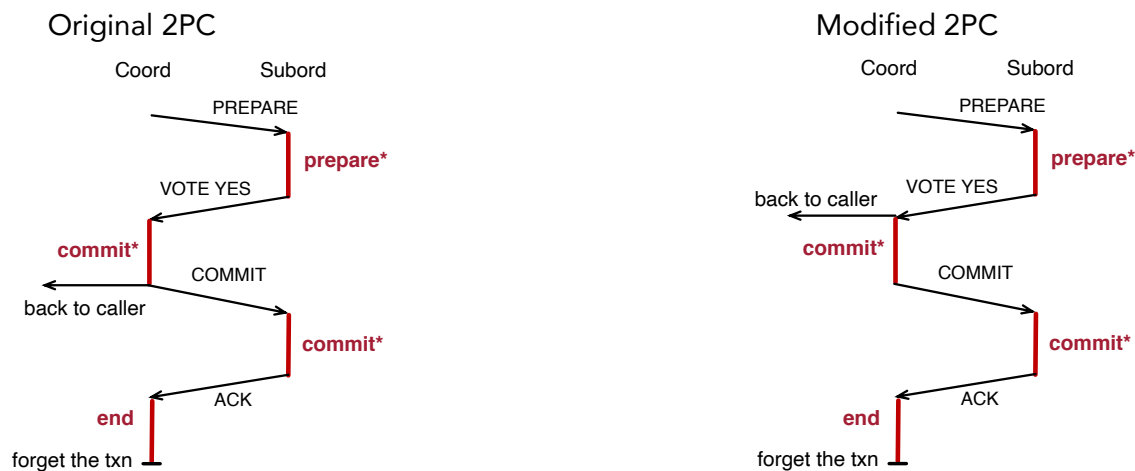 Original 2PC
Coord Subord
PREPARE
prepare*
VOTE YES
commit*
COMMIT
back to caller
commit*
ACK
end
forget the txn
Modified 2PC
Coord Subord
PREPARE
prepare*
VOTE YES
back to caller
commit*
COMMIT
commit*
ACK
end
forget the txn